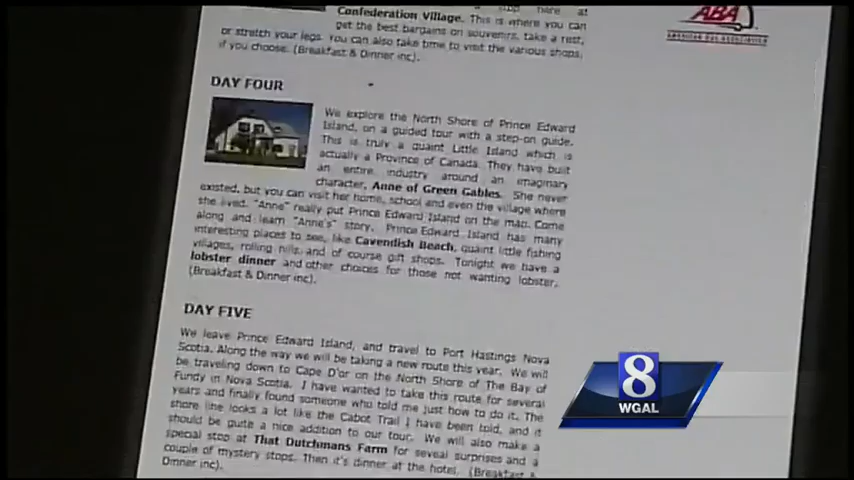 stop here at
Confederation Village. This is where you can
get the best bargains on souvenirs, take a rest,
or stretch your legs. You can also take time to visit the various shops,
if you choose. (Breakfast & Dinner inc).
ABA
AMERICAN BUS ASSOCIATION
DAY FOUR
We explore the North Shore of Prince Edward
Island, on a guided tour with a step-on guide.
This is truly a quaint Little Island which is
actually a Province of Canada. They have built
an entire industry around an imaginary
character, Anne of Green Gables. She never
existed, but you can visit her home, school and even the village where
she lived. "Anne" really put Prince Edward Island on the map. Come
along and learn "Anne's" story. Prince Edward Island has many
interesting places to see, like Cavendish Beach, quaint little fishing
villages, rolling hills and of course gift shops. Tonight we have a
lobster dinner and other choices for those not wanting lobster.
(Breakfast & Dinner inc).
DAY FIVE
We leave Prince Edward Island, and travel to Port Hastings Nova
Scotia. Along the way we will be taking a new route this year. We will
be traveling down to Cape D'or on the North Shore of The Bay of
Fundy in Nova Scotia. I have wanted to take this route for several
years and finally found someone who told me just how to do it. The
shore line looks a lot like the Cabot Trail I have been told, and it
should be quite a nice addition to our tour. We will also make a
special stop at That Dutchmans Farm for seveal surprises and a
couple of mystery stops. Then it's dinner at the hotel. (Breakfast &
Dinner inc).
8
WGAL